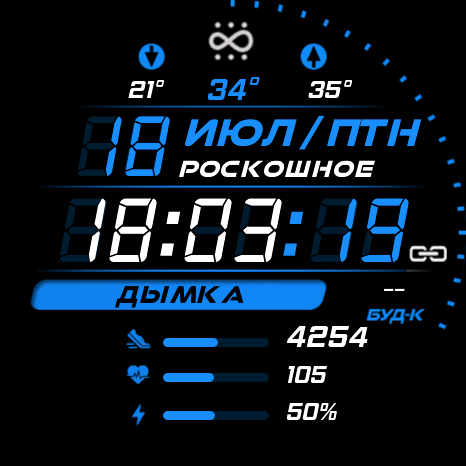 21° 34° 35°
18 ИЮЛ/ПТН
РОСКОШНОЕ
18:03:19
ДЫМКА --
БУД-К
4254
105
50%